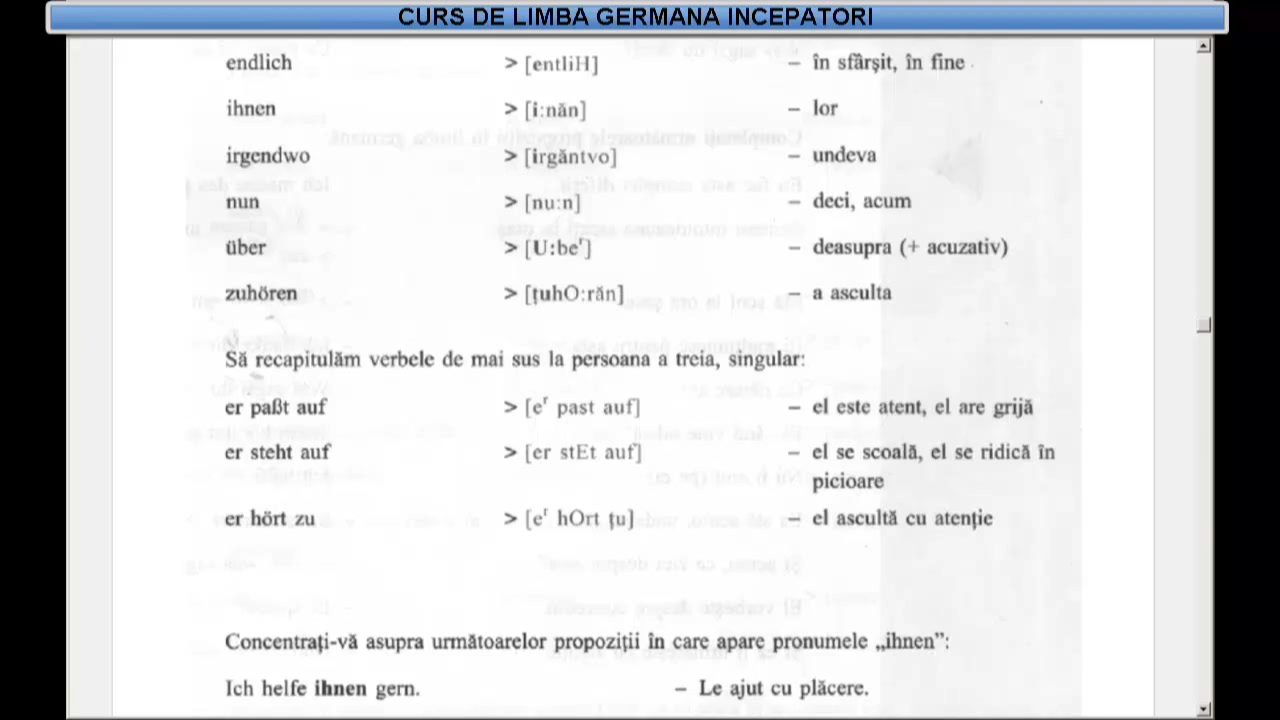 CURS DE LIMBA GERMANA INCEPATORI
endlich > [entliH] – în sfârşit, în fine
ihnen > [i:năn] – lor
irgendwo > [irgăntvo] – undeva
nun > [nu:n] – deci, acum
über > [U:beʳ] – deasupra (+ acuzativ)
zuhören > [ţuhO:răn] – a asculta
Să recapitulăm verbele de mai sus la persoana a treia, singular:
er paßt auf > [eʳ past auf] – el este atent, el are grijă
er steht auf > [er stEt auf] – el se scoală, el se ridică în
picioare
er hört zu > [eʳ hOrt ţu] – el ascultă cu atenţie
Concentraţi-vă asupra următoarelor propoziţii în care apare pronumele „ihnen”:
Ich helfe ihnen gern. – Le ajut cu plăcere.